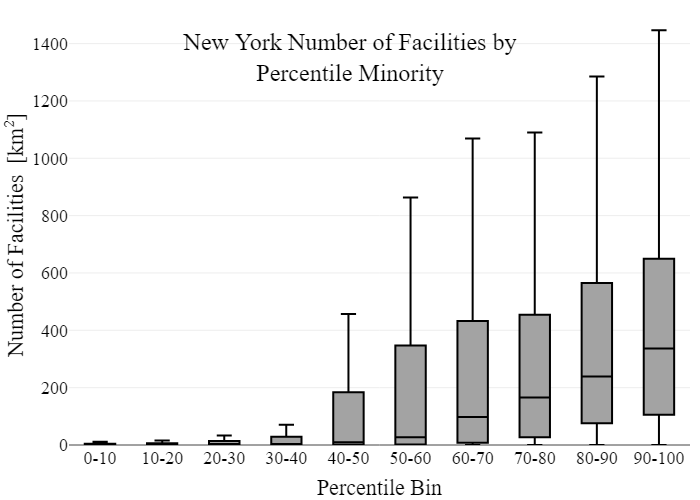 New York Number of Facilities by
Percentile Minority
Number of Facilities [km²]
1400
1200
1000
800
600
400
200
0
0-10 10-20 20-30 30-40 40-50 50-60 60-70 70-80 80-90 90-100
Percentile Bin